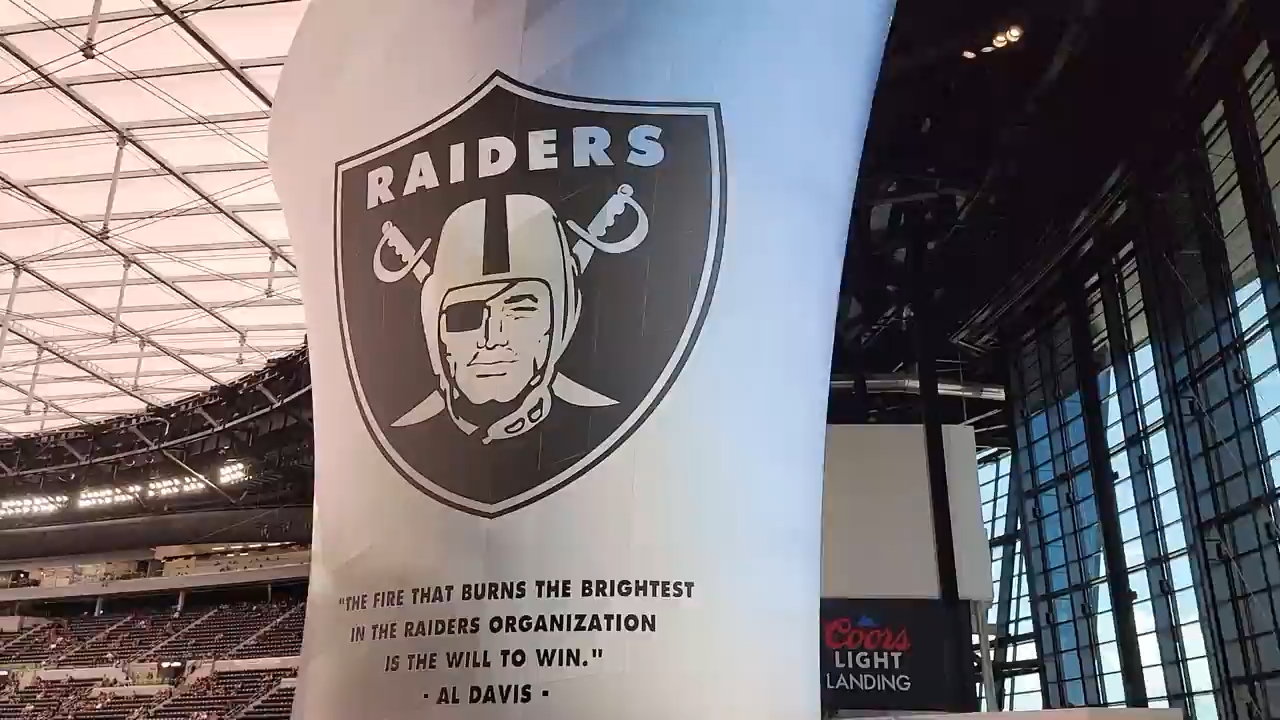 RAIDERS
"THE FIRE THAT BURNS THE BRIGHTEST
IN THE RAIDERS ORGANIZATION
IS THE WILL TO WIN."
- AL DAVIS -
Coors
LIGHT
LANDING